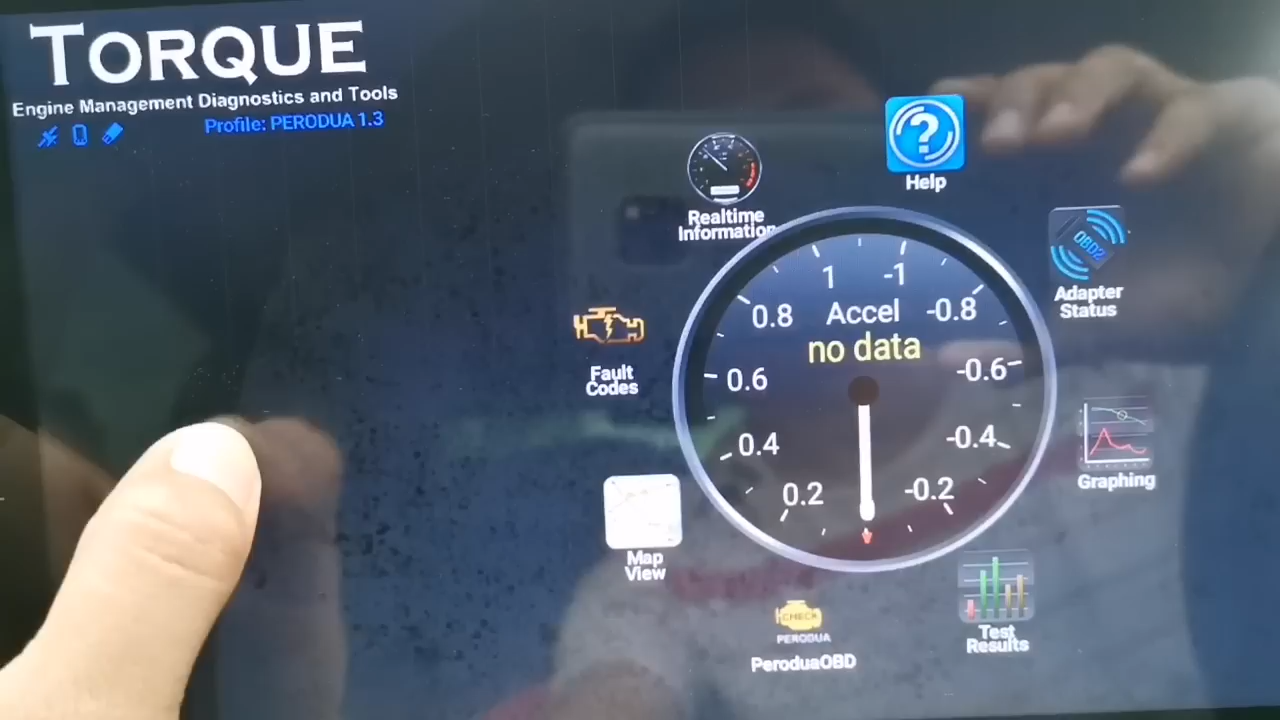 TORQUE
Engine Management Diagnostics and Tools
Profile: PERODUA 1.3
Help
Realtime
Information
OBD2
Adapter
Status
1
-1
0.8
Accel
-0.8
no data
0.6
-0.6
Fault
Codes
0.4
-0.4
Graphing
0.2
-0.2
Map
View
CHECK
PERODUA
PeroduaOBD
Test
Results